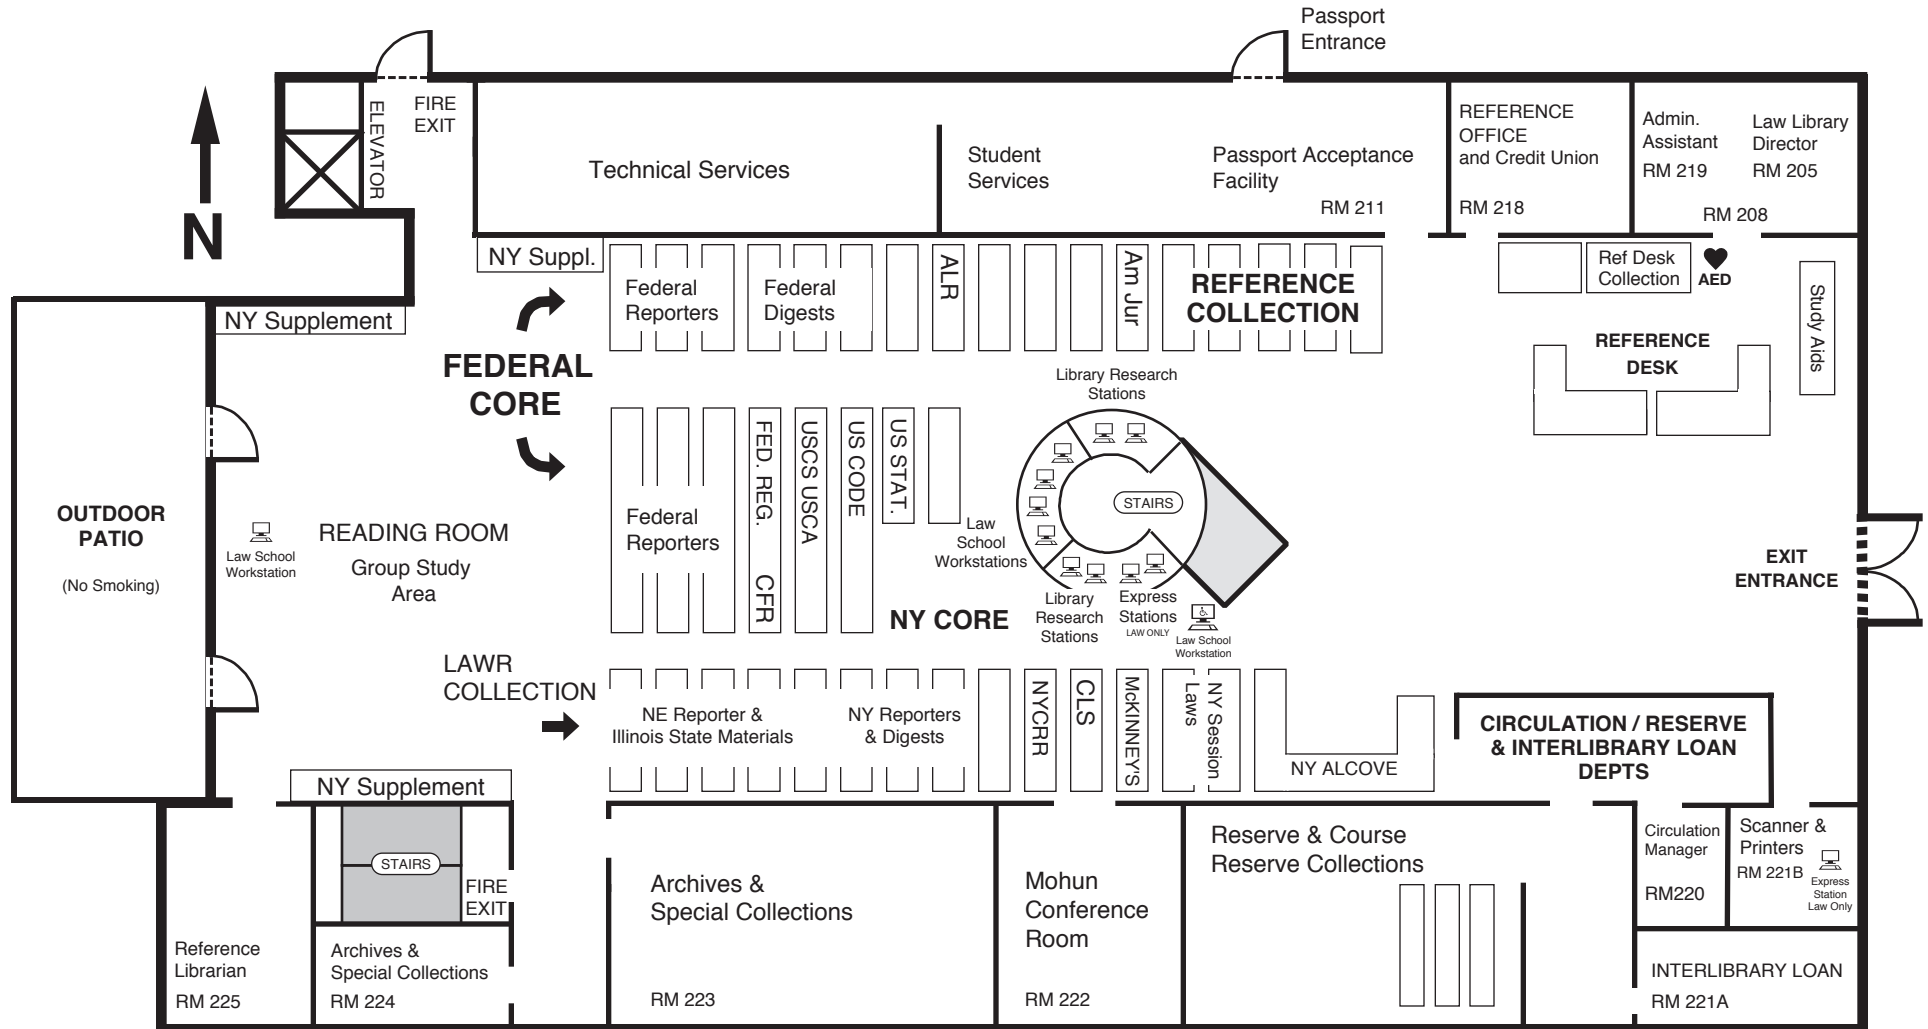 Passport
Entrance
N
ELEVATOR
FIRE
EXIT
Technical Services
Student
Services
Passport Acceptance
Facility
RM 211
REFERENCE
OFFICE
and Credit Union
RM 218
Admin.
Assistant
RM 219
Law Library
Director
RM 205
RM 208
NY Suppl.
Federal
Reporters
Federal
Digests
ALR
Am Jur
REFERENCE
COLLECTION
Ref Desk
Collection
AED
Study Aids
REFERENCE
DESK
NY Supplement
FEDERAL
CORE
Library Research
Stations
FED. REG.
CFR
USCS USCA
US CODE
US STAT.
Federal
Reporters
STAIRS
Law
School
Workstations
Library
Research
Stations
Express
Stations
LAW ONLY
Law School
Workstation
NY CORE
OUTDOOR
PATIO
(No Smoking)
Law School
Workstation
READING ROOM
Group Study
Area
EXIT
ENTRANCE
LAWR
COLLECTION
NE Reporter &
Illinois State Materials
NY Reporters
& Digests
NYCRR
CLS
McKINNEY'S
NY Session
Laws
NY ALCOVE
CIRCULATION / RESERVE
& INTERLIBRARY LOAN
DEPTS
NY Supplement
STAIRS
FIRE
EXIT
Reference
Librarian
RM 225
Archives &
Special Collections
RM 224
Archives &
Special Collections
RM 223
Mohun
Conference
Room
RM 222
Reserve & Course
Reserve Collections
Circulation
Manager
RM220
Scanner &
Printers
RM 221B
Express
Station
Law Only
INTERLIBRARY LOAN
RM 221A